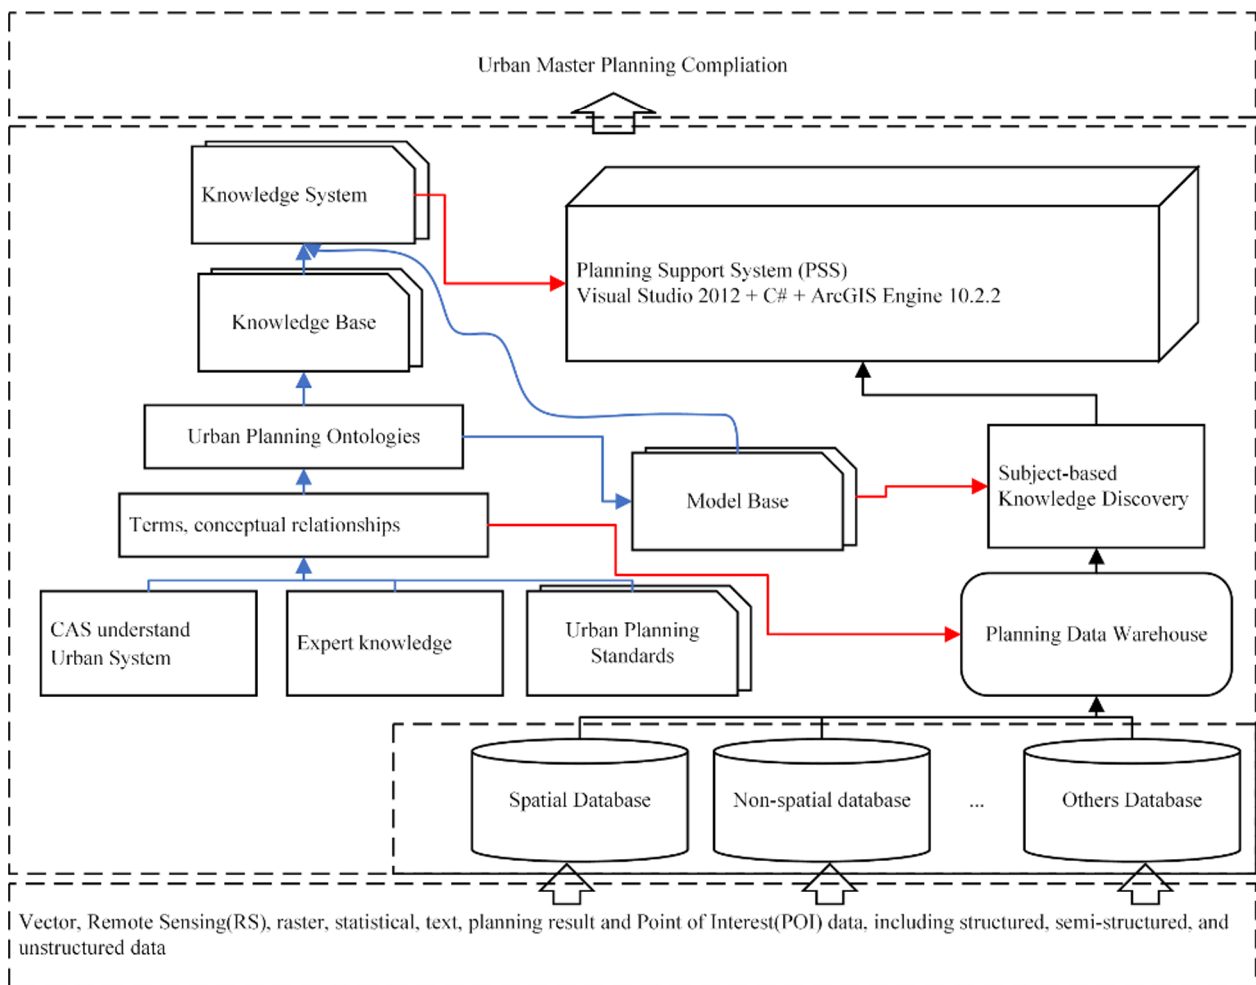 Urban Master Planning Compliation
Knowledge System
Planning Support System (PSS)
Visual Studio 2012 + C# + ArcGIS Engine 10.2.2
Knowledge Base
Urban Planning Ontologies
Model Base
Subject-based
Knowledge Discovery
Terms, conceptual relationships
CAS understand
Urban System
Expert knowledge
Urban Planning
Standards
Planning Data Warehouse
Spatial Database
Non-spatial database
...
Others Database
Vector, Remote Sensing(RS), raster, statistical, text, planning result and Point of Interest(POI) data, including structured, semi-structured, and
unstructured data